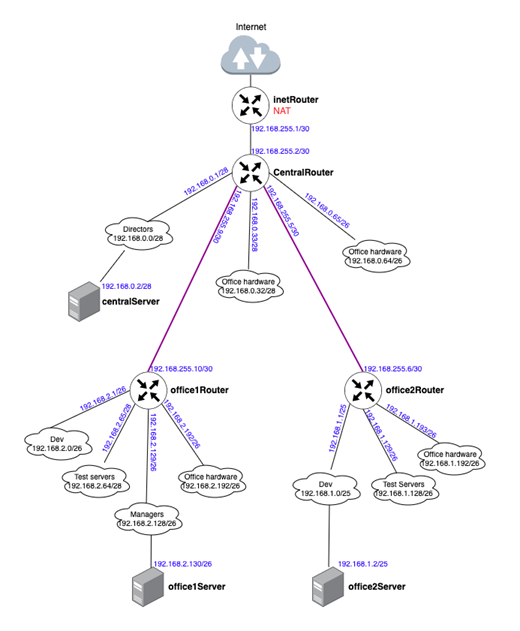 Internet
inetRouter
NAT
192.168.255.1/30
192.168.255.2/30
CentralRouter
192.168.0.1/28
192.168.255.9/30
192.168.0.33/28
192.168.255.5/30
192.168.0.65/26
Directors
192.168.0.0/28
Office hardware
192.168.0.64/26
Office hardware
192.168.0.32/28
192.168.0.2/28
centralServer
192.168.255.10/30
office1Router
192.168.255.6/30
office2Router
192.168.2.1/26
192.168.2.65/28
192.168.2.129/26
192.168.2.192/26
192.168.1.1/25
192.168.1.129/26
192.168.1.193/26
Dev
192.168.2.0/26
Test servers
192.168.2.64/28
Office hardware
192.168.2.192/26
Managers
192.168.2.128/26
Office hardware
192.168.1.192/26
Dev
192.168.1.0/25
Test Servers
192.168.1.128/26
192.168.2.130/26
office1Server
192.168.1.2/25
office2Server